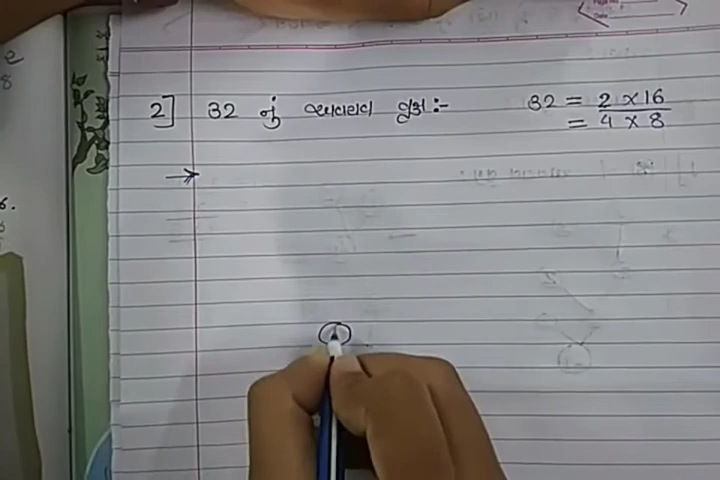 2] 32 નું અવયવ વૃક્ષ:-
32 = 2 x 16
= 4 x 8